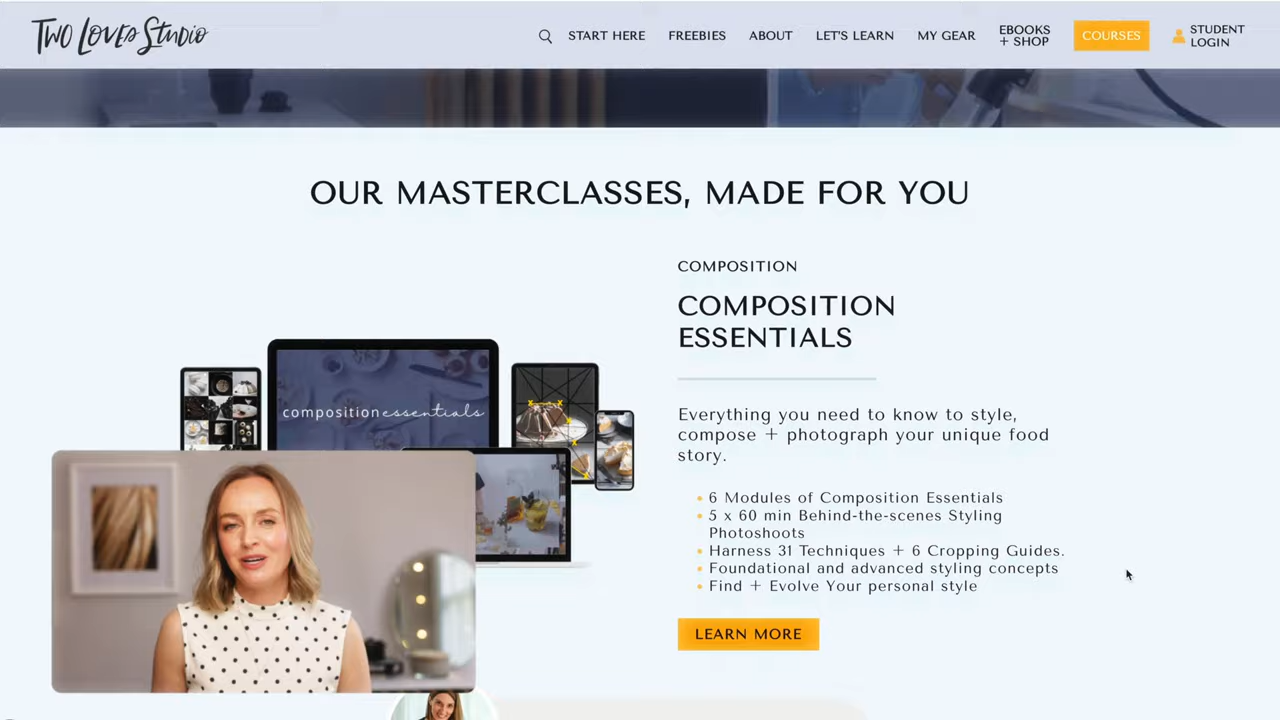 TWO LOVES STUDIO
START HERE
FREEBIES
ABOUT
LET'S LEARN
MY GEAR
EBOOKS
+ SHOP
COURSES
STUDENT
LOGIN
OUR MASTERCLASSES, MADE FOR YOU
COMPOSITION
COMPOSITION
ESSENTIALS
compositionessentials
Everything you need to know to style,
compose + photograph your unique food
story.
6 Modules of Composition Essentials
5 x 60 min Behind-the-scenes Styling
Photoshoots
Harness 31 Techniques + 6 Cropping Guides.
Foundational and advanced styling concepts
Find + Evolve Your personal style
LEARN MORE